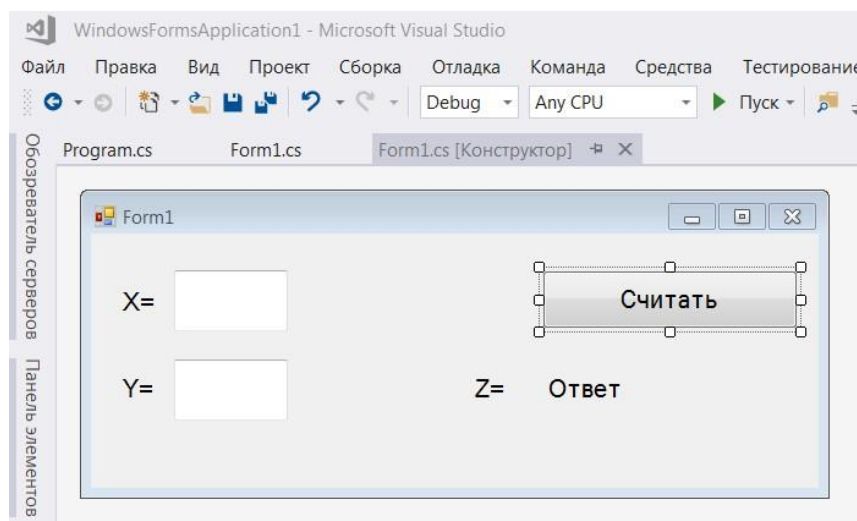 WindowsFormsApplication1 - Microsoft Visual Studio
Файл Правка Вид Проект Сборка Отладка Команда Средства Тестирование
Debug Any CPU Пуск
Program.cs Form1.cs Form1.cs [Конструктор]
Обозреватель серверов
Панель элементов
Form1
X= Считать
Y= Z= Ответ